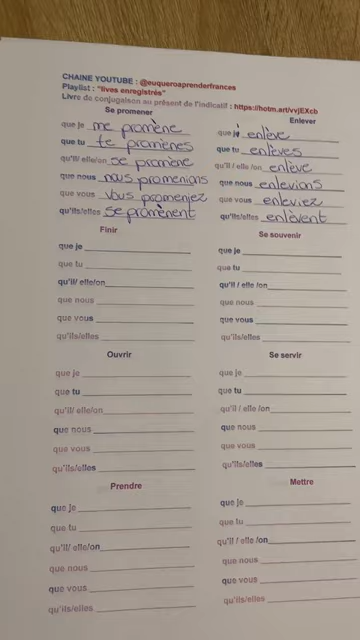 CHAINE YOUTUBE : @euqueroaprenderfrances
Playlist : "lives enregistrés"
Livre de conjugaison au présent de l'indicatif : https://hotm.art/vvjEXcb
Se promener
que je me promène
que tu te promènes
qu'il/ elle/on se promène
que nous nous promenions
que vous vous promeniez
qu'ils/elles se promènent
Enlever
que j' enlève
que tu enlèves
qu'il / elle /on enlève
que nous enlevions
que vous enleviez
qu'ils/elles enlèvent
Finir
que je
que tu
qu'il/ elle/on
que nous
que vous
qu'ils/elles
Se souvenir
que je
que tu
qu'il / elle /on
que nous
que vous
qu'ils/elles
Ouvrir
que je
que tu
qu'il/ elle/on
que nous
que vous
qu'ils/elles
Se servir
que je
que tu
qu'il / elle /on
que nous
que vous
qu'ils/elles
Prendre
que je
que tu
qu'il/ elle/on
que nous
que vous
qu'ils/elles
Mettre
que je
que tu
qu'il / elle /on
que nous
que vous
qu'ils/elles